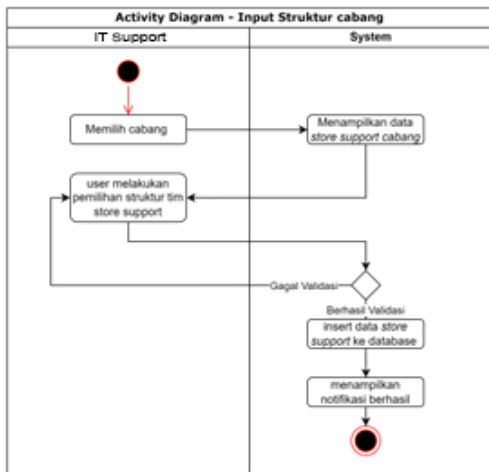 Activity Diagram - Input Struktur cabang
IT Support
System
Memilih cabang
Menampilkan data
store support cabang
user melakukan
pemilihan struktur tim
store support
Gagal Validasi
Berhasil Validasi
insert data store
support ke database
menampilkan
notifikasi berhasil